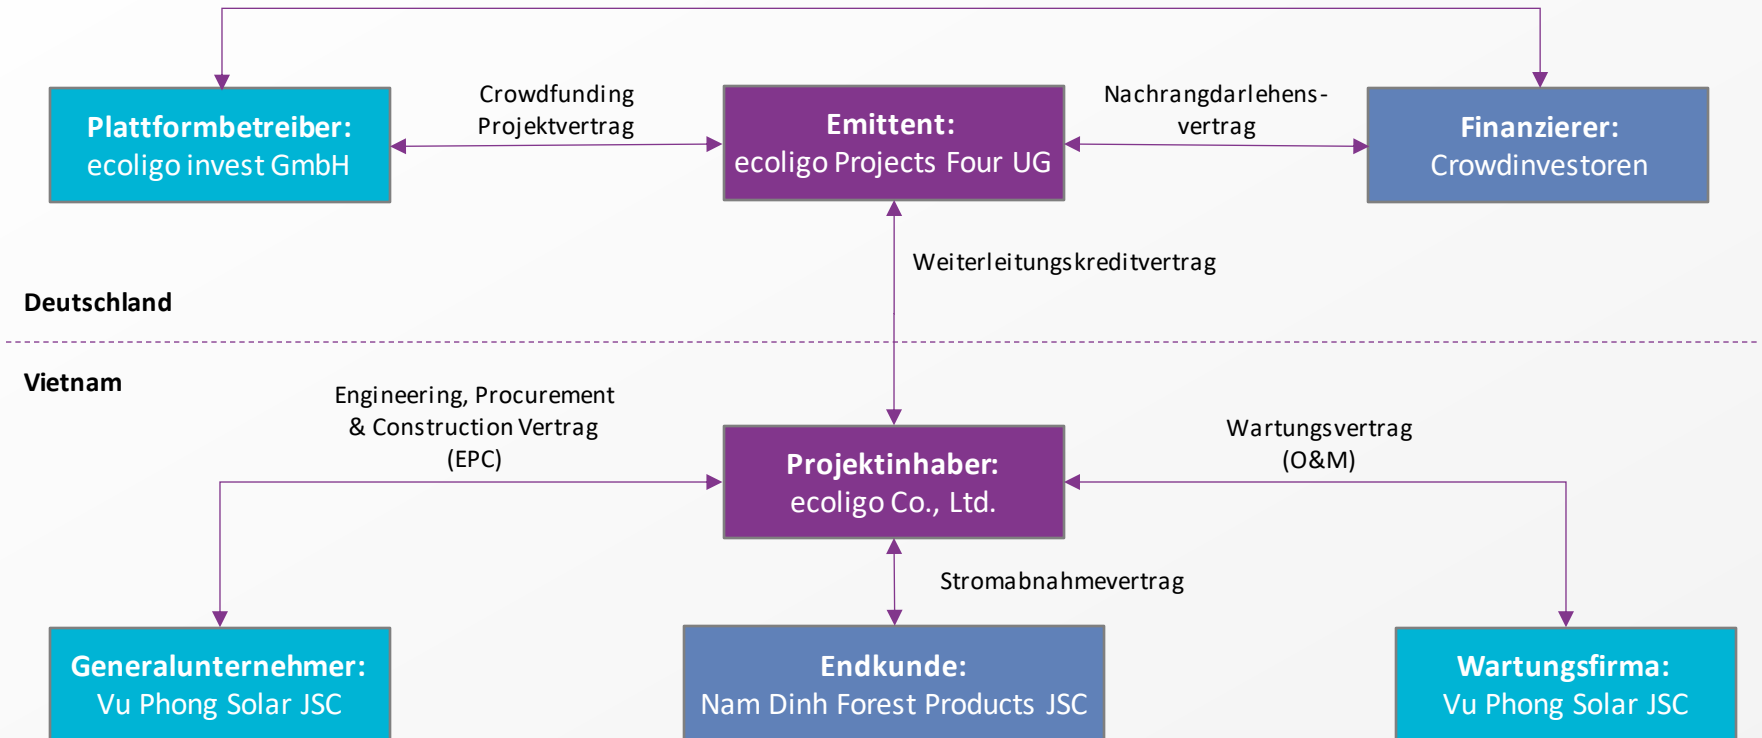 Plattformbetreiber:
ecoligo invest GmbH
Crowdfunding
Projektvertrag
Emittent:
ecoligo Projects Four UG
Nachrangdarlehens-
vertrag
Finanzierer:
Crowdinvestoren
Weiterleitungskreditvertrag
Deutschland
Vietnam
Engineering, Procurement
& Construction Vertrag
(EPC)
Projektinhaber:
ecoligo Co., Ltd.
Wartungsvertrag
(O&M)
Stromabnahmevertrag
Generalunternehmer:
Vu Phong Solar JSC
Endkunde:
Nam Dinh Forest Products JSC
Wartungsfirma:
Vu Phong Solar JSC